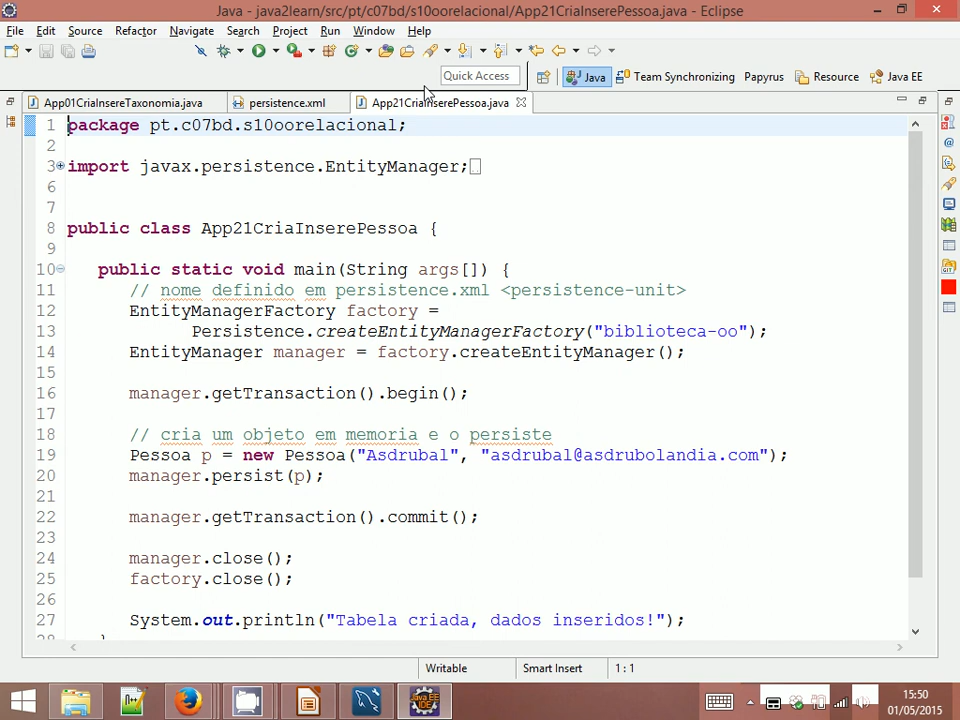 Java - java2learn/src/pt/c07bd/s10oorelacional/App21CriaInserePessoa.java - Eclipse
File Edit Source Refactor Navigate Search Project Run Window Help
Quick Access
Java
Team Synchronizing
Papyrus
Resource
Java EE
App01CriaInsereTaxonomia.java
persistence.xml
App21CriaInserePessoa.java
1 package pt.c07bd.s10oorelacional;
2
3 import javax.persistence.EntityManager;
6
7
8 public class App21CriaInserePessoa {
9
10 public static void main(String args[]) {
11 // nome definido em persistence.xml <persistence-unit>
12 EntityManagerFactory factory =
13 Persistence.createEntityManagerFactory("biblioteca-oo");
14 EntityManager manager = factory.createEntityManager();
15
16 manager.getTransaction().begin();
17
18 // cria um objeto em memoria e o persiste
19 Pessoa p = new Pessoa("Asdrubal", "asdrubal@asdrubolandia.com");
20 manager.persist(p);
21
22 manager.getTransaction().commit();
23
24 manager.close();
25 factory.close();
26
27 System.out.println("Tabela criada, dados inseridos!");
28 }
Writable
Smart Insert
1 : 1
Java EE
IDE
15:50
01/05/2015